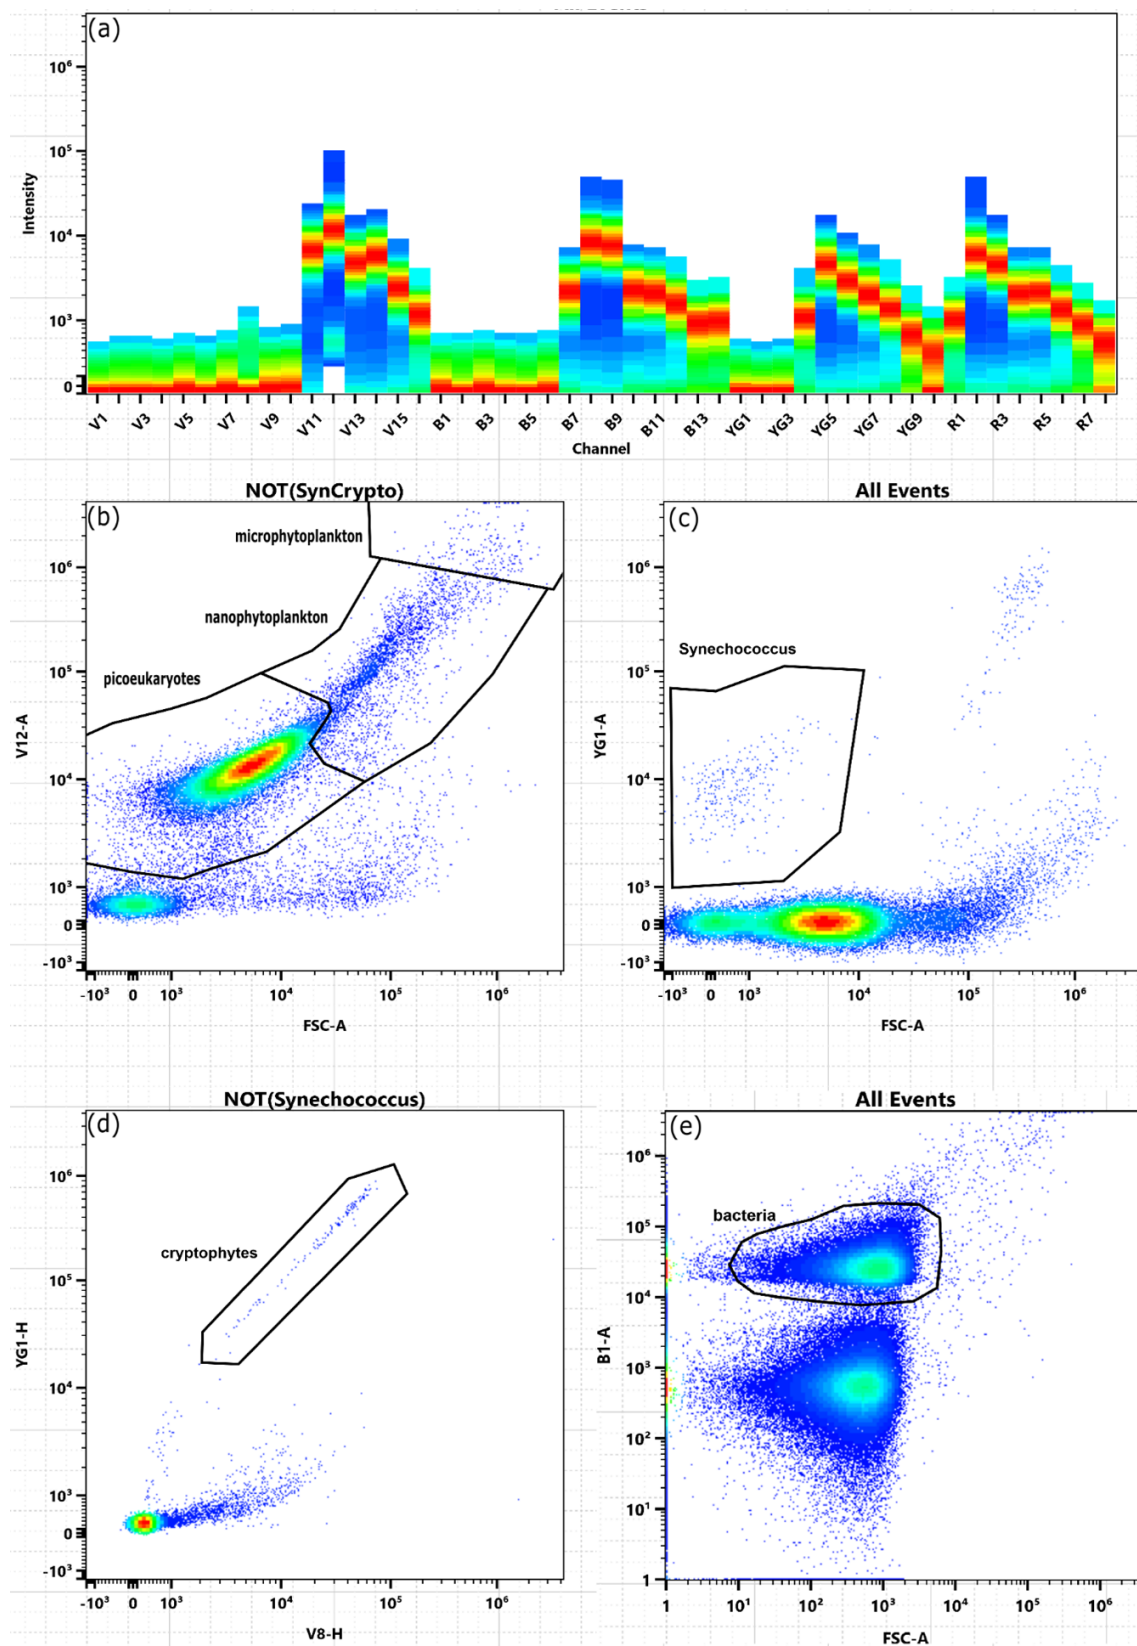 (a)
10⁶
10⁵
10⁴
10³
0
Intensity
V1 V3 V5 V7 V9 V11 V13 V15 B1 B3 B5 B7 B9 B11 B13 YG1 YG3 YG5 YG7 YG9 R1 R3 R5 R7
Channel
NOT(SynCrypto)
(b)
microphytoplankton
nanophytoplankton
picoeukaryotes
10⁶
10⁵
10⁴
10³
0
-10³
V12-A
-10³ 0 10³ 10⁴ 10⁵ 10⁶
FSC-A
All Events
(c)
Synechococcus
10⁶
10⁵
10⁴
10³
0
-10³
YG1-A
-10³ 0 10³ 10⁴ 10⁵ 10⁶
FSC-A
NOT(Synechococcus)
(d)
cryptophytes
10⁶
10⁵
10⁴
10³
0
-10³
YG1-H
-10³ 0 10³ 10⁴ 10⁵ 10⁶
V8-H
All Events
(e)
bacteria
10⁶
10⁵
10⁴
10³
10²
10¹
1
B1-A
1 10¹ 10² 10³ 10⁴ 10⁵ 10⁶
FSC-A